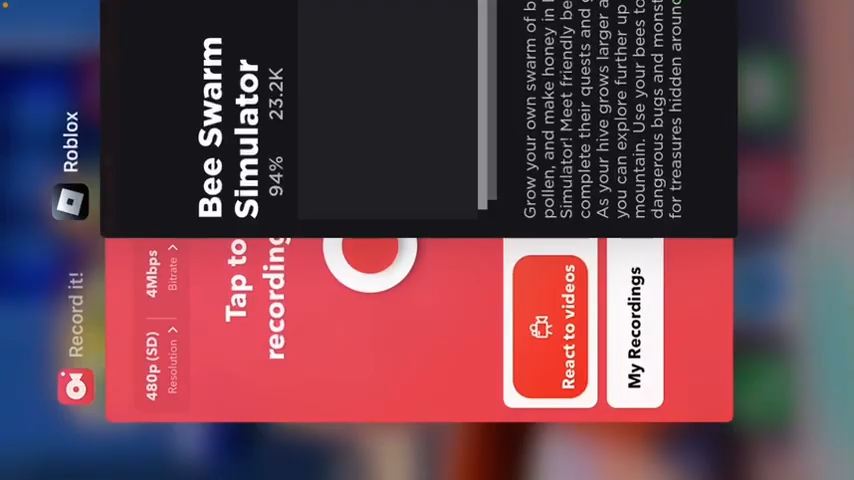 Record it!
480p (SD)
Resolution
4Mbps
Bitrate
Tap to
recording
React to videos
My Recordings
Roblox
Bee Swarm
Simulator
94%
23.2K
Grow your own swarm of b
pollen, and make honey in
Simulator! Meet friendly be
complete their quests and
As your hive grows larger a
you can explore further up
mountain. Use your bees to
dangerous bugs and monst
for treasures hidden aroun